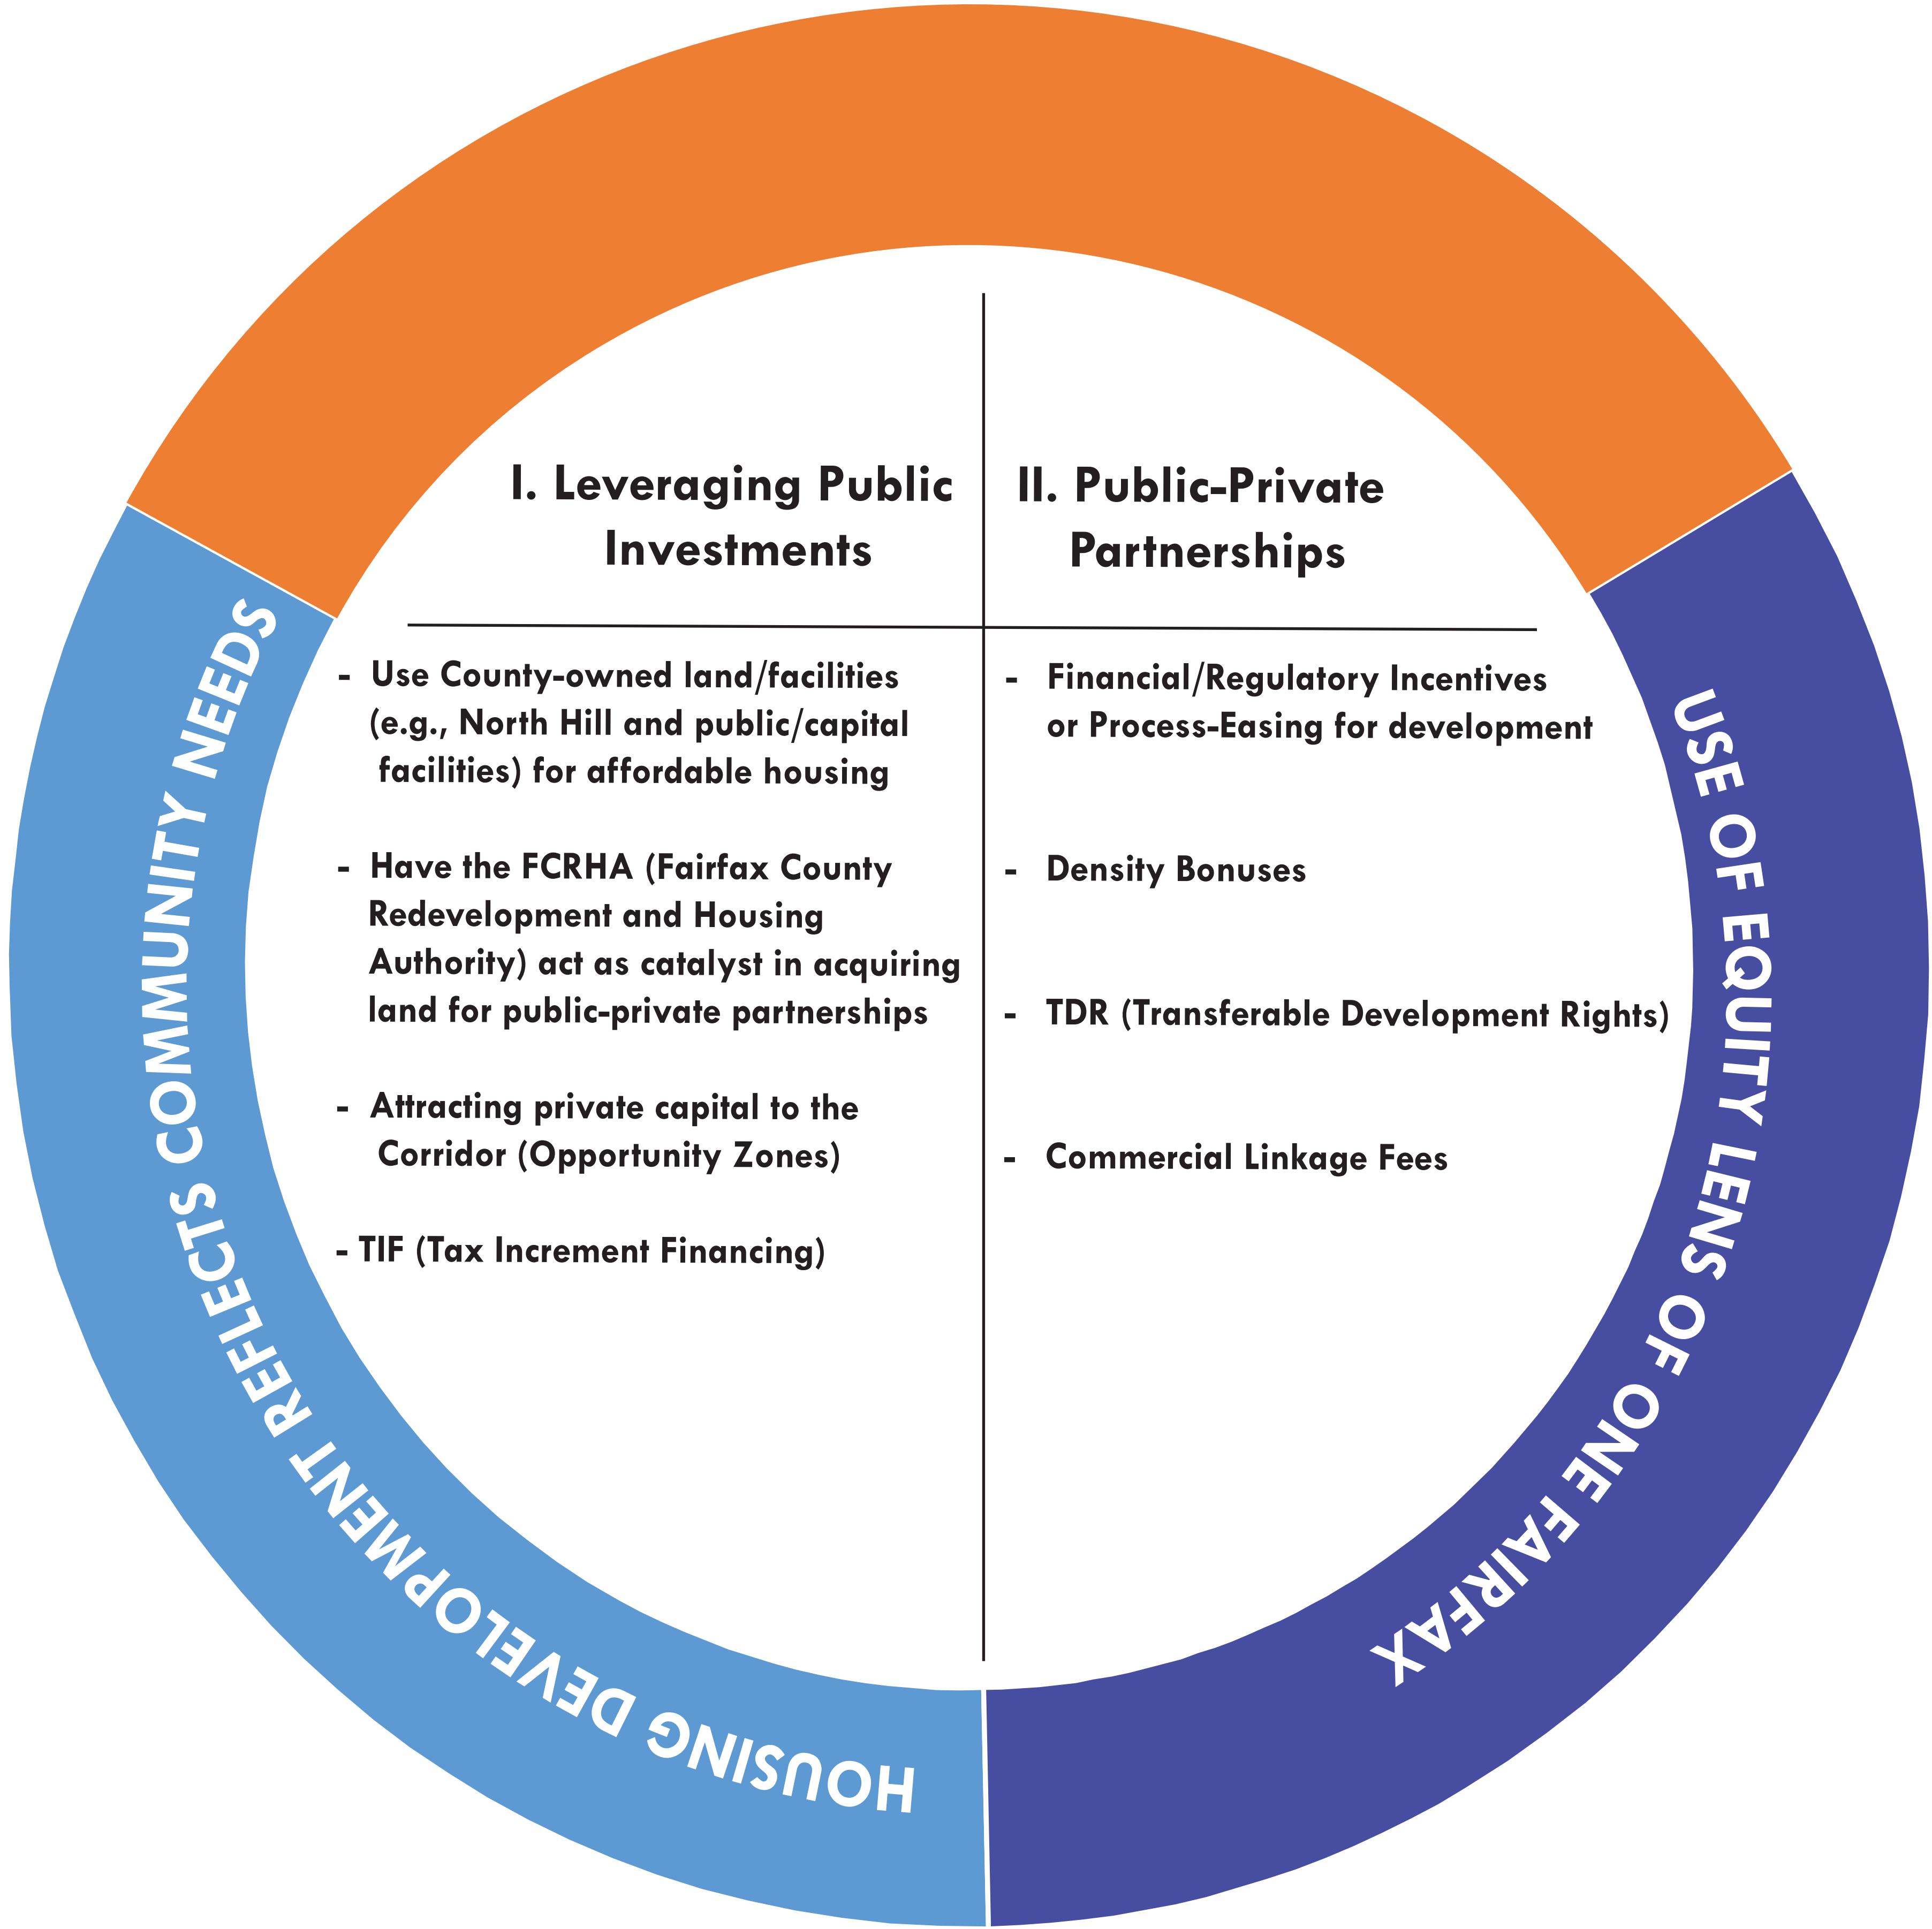 I. Leveraging Public
Investments
- Use County-owned land/facilities
(e.g., North Hill and public/capital
facilities) for affordable housing
- Have the FCRHA (Fairfax County
Redevelopment and Housing
Authority) act as catalyst in acquiring
land for public-private partnerships
- Attracting private capital to the
Corridor (Opportunity Zones)
- TIF (Tax Increment Financing)
II. Public-Private
Partnerships
- Financial/Regulatory Incentives
or Process-Easing for development
- Density Bonuses
- TDR (Transferable Development Rights)
- Commercial Linkage Fees
USE OF EQUITY LENS OF ONE FAIRFAX
HOUSING DEVELOPMENT REFLECTS COMMUNITY NEEDS